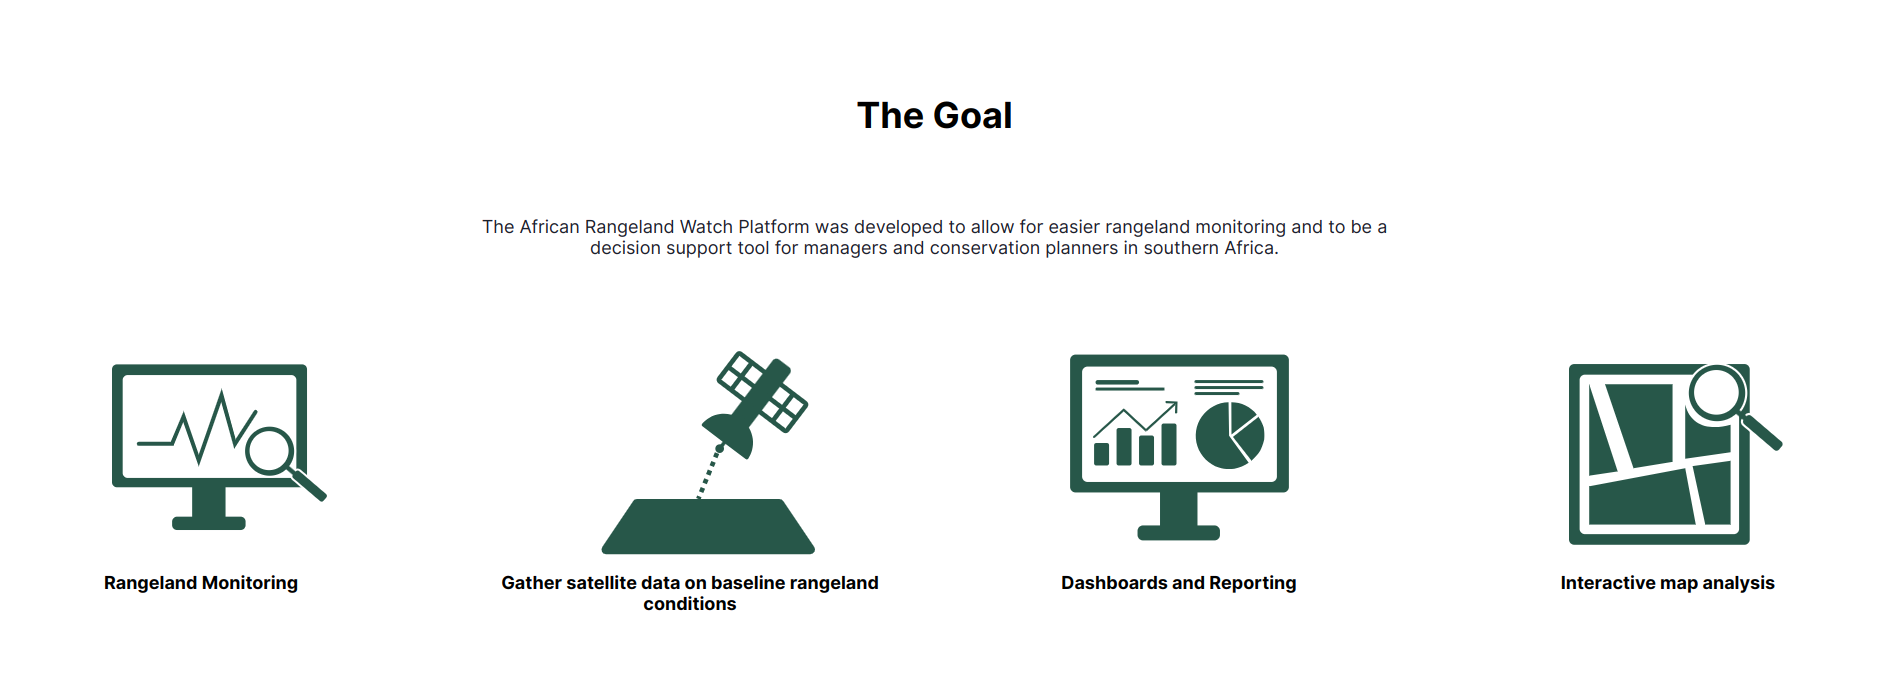 The Goal
The African Rangeland Watch Platform was developed to allow for easier rangeland monitoring and to be a
decision support tool for managers and conservation planners in southern Africa.
Rangeland Monitoring
Gather satellite data on baseline rangeland
conditions
Dashboards and Reporting
Interactive map analysis